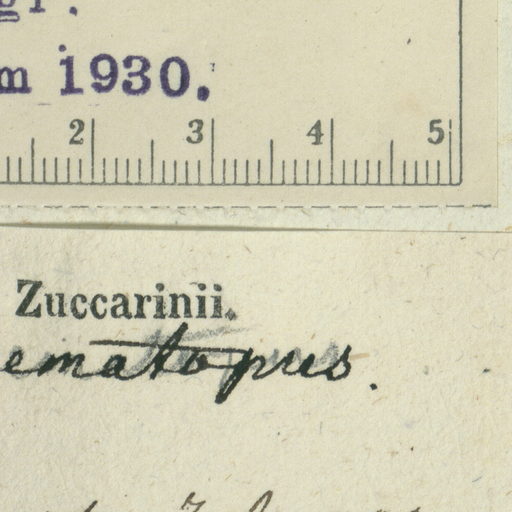 m 1930.
2 3 4 5
Zuccarinii.
ematopus.